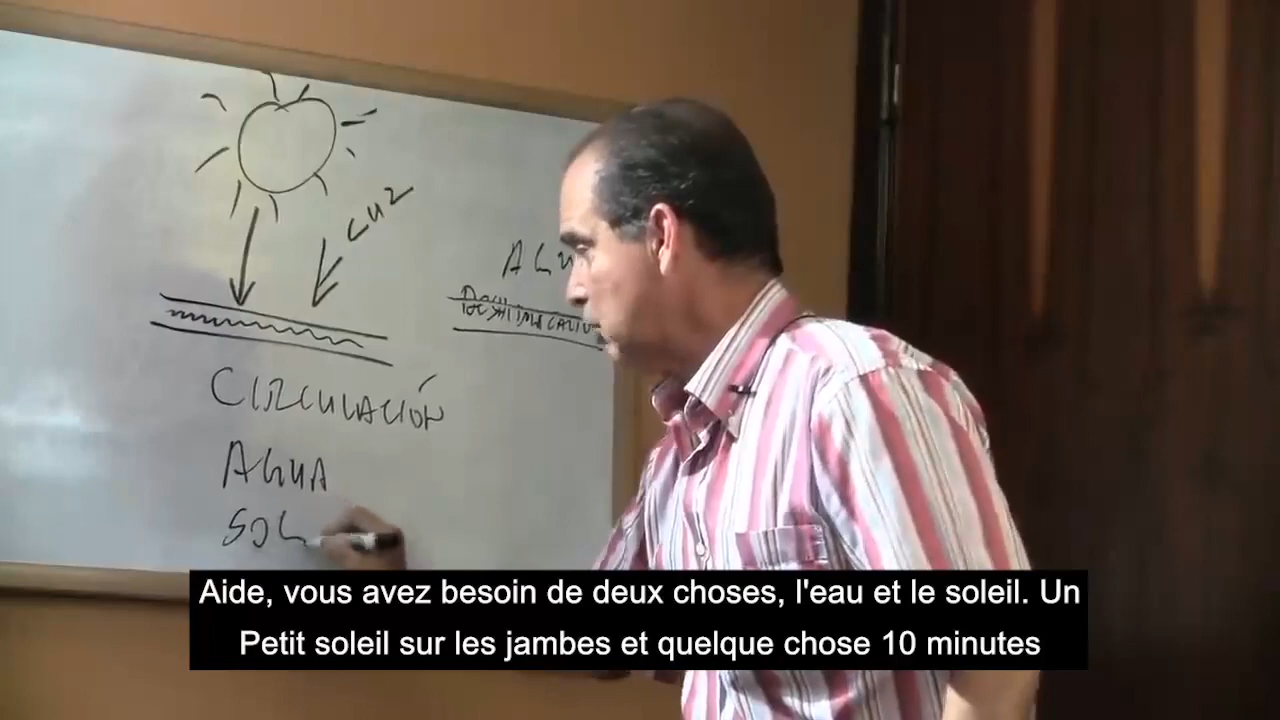 LUZ
AGU
CIRCULACIÓN
AGUA
SOL
Aide, vous avez besoin de deux choses, l'eau et le soleil. Un
Petit soleil sur les jambes et quelque chose 10 minutes